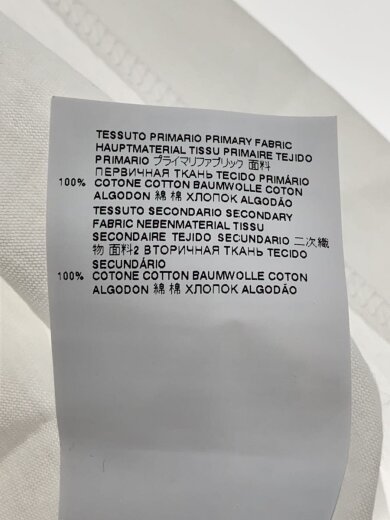 TESSUTO PRIMARIO PRIMARY FABRIC
HAUPTMATERIAL TISSU PRIMAIRE TEJIDO
PRIMARIO プライマリファブリック 面料
ПЕРВИЧНАЯ ТКАНЬ TECIDO PRIMÁRIO
100% COTONE COTTON BAUMWOLLE COTON
ALGODON 綿 棉 ХЛОПОК ALGODÃO
TESSUTO SECONDARIO SECONDARY
FABRIC NEBENMATERIAL TISSU
SECONDAIRE TEJIDO SECUNDARIO 二次織
物 面料2 ВТОРИЧНАЯ ТКАНЬ TECIDO
SECUNDÁRIO
100% COTONE COTTON BAUMWOLLE COTON
ALGODON 綿 棉 ХЛОПОК ALGODÃO